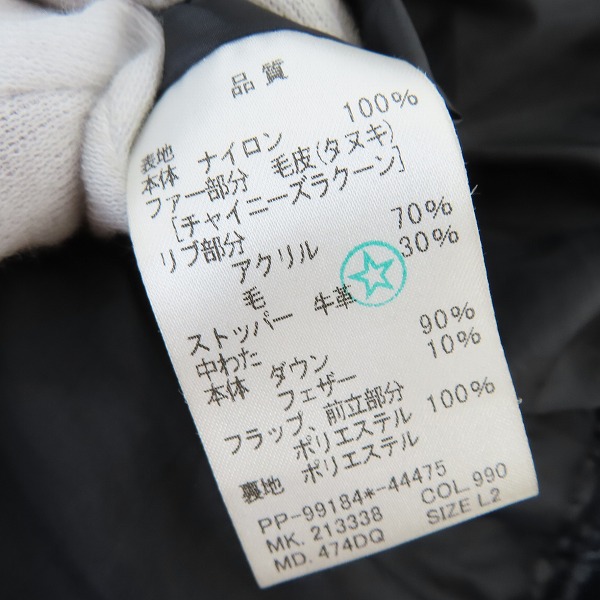 品質
表地
本体 ナイロン 100%
ファー部分 毛皮(タヌキ)
[チャイニーズラクーン]
リブ部分
アクリル 70%
毛 30%
ストッパー 牛革
中わた
本体 ダウン 90%
フェザー 10%
フラップ、前立部分
ポリエステル 100%
裏地 ポリエステル
PP-99184*-44475
MK. 213338 COL. 990
MD. 474DQ SIZE L2